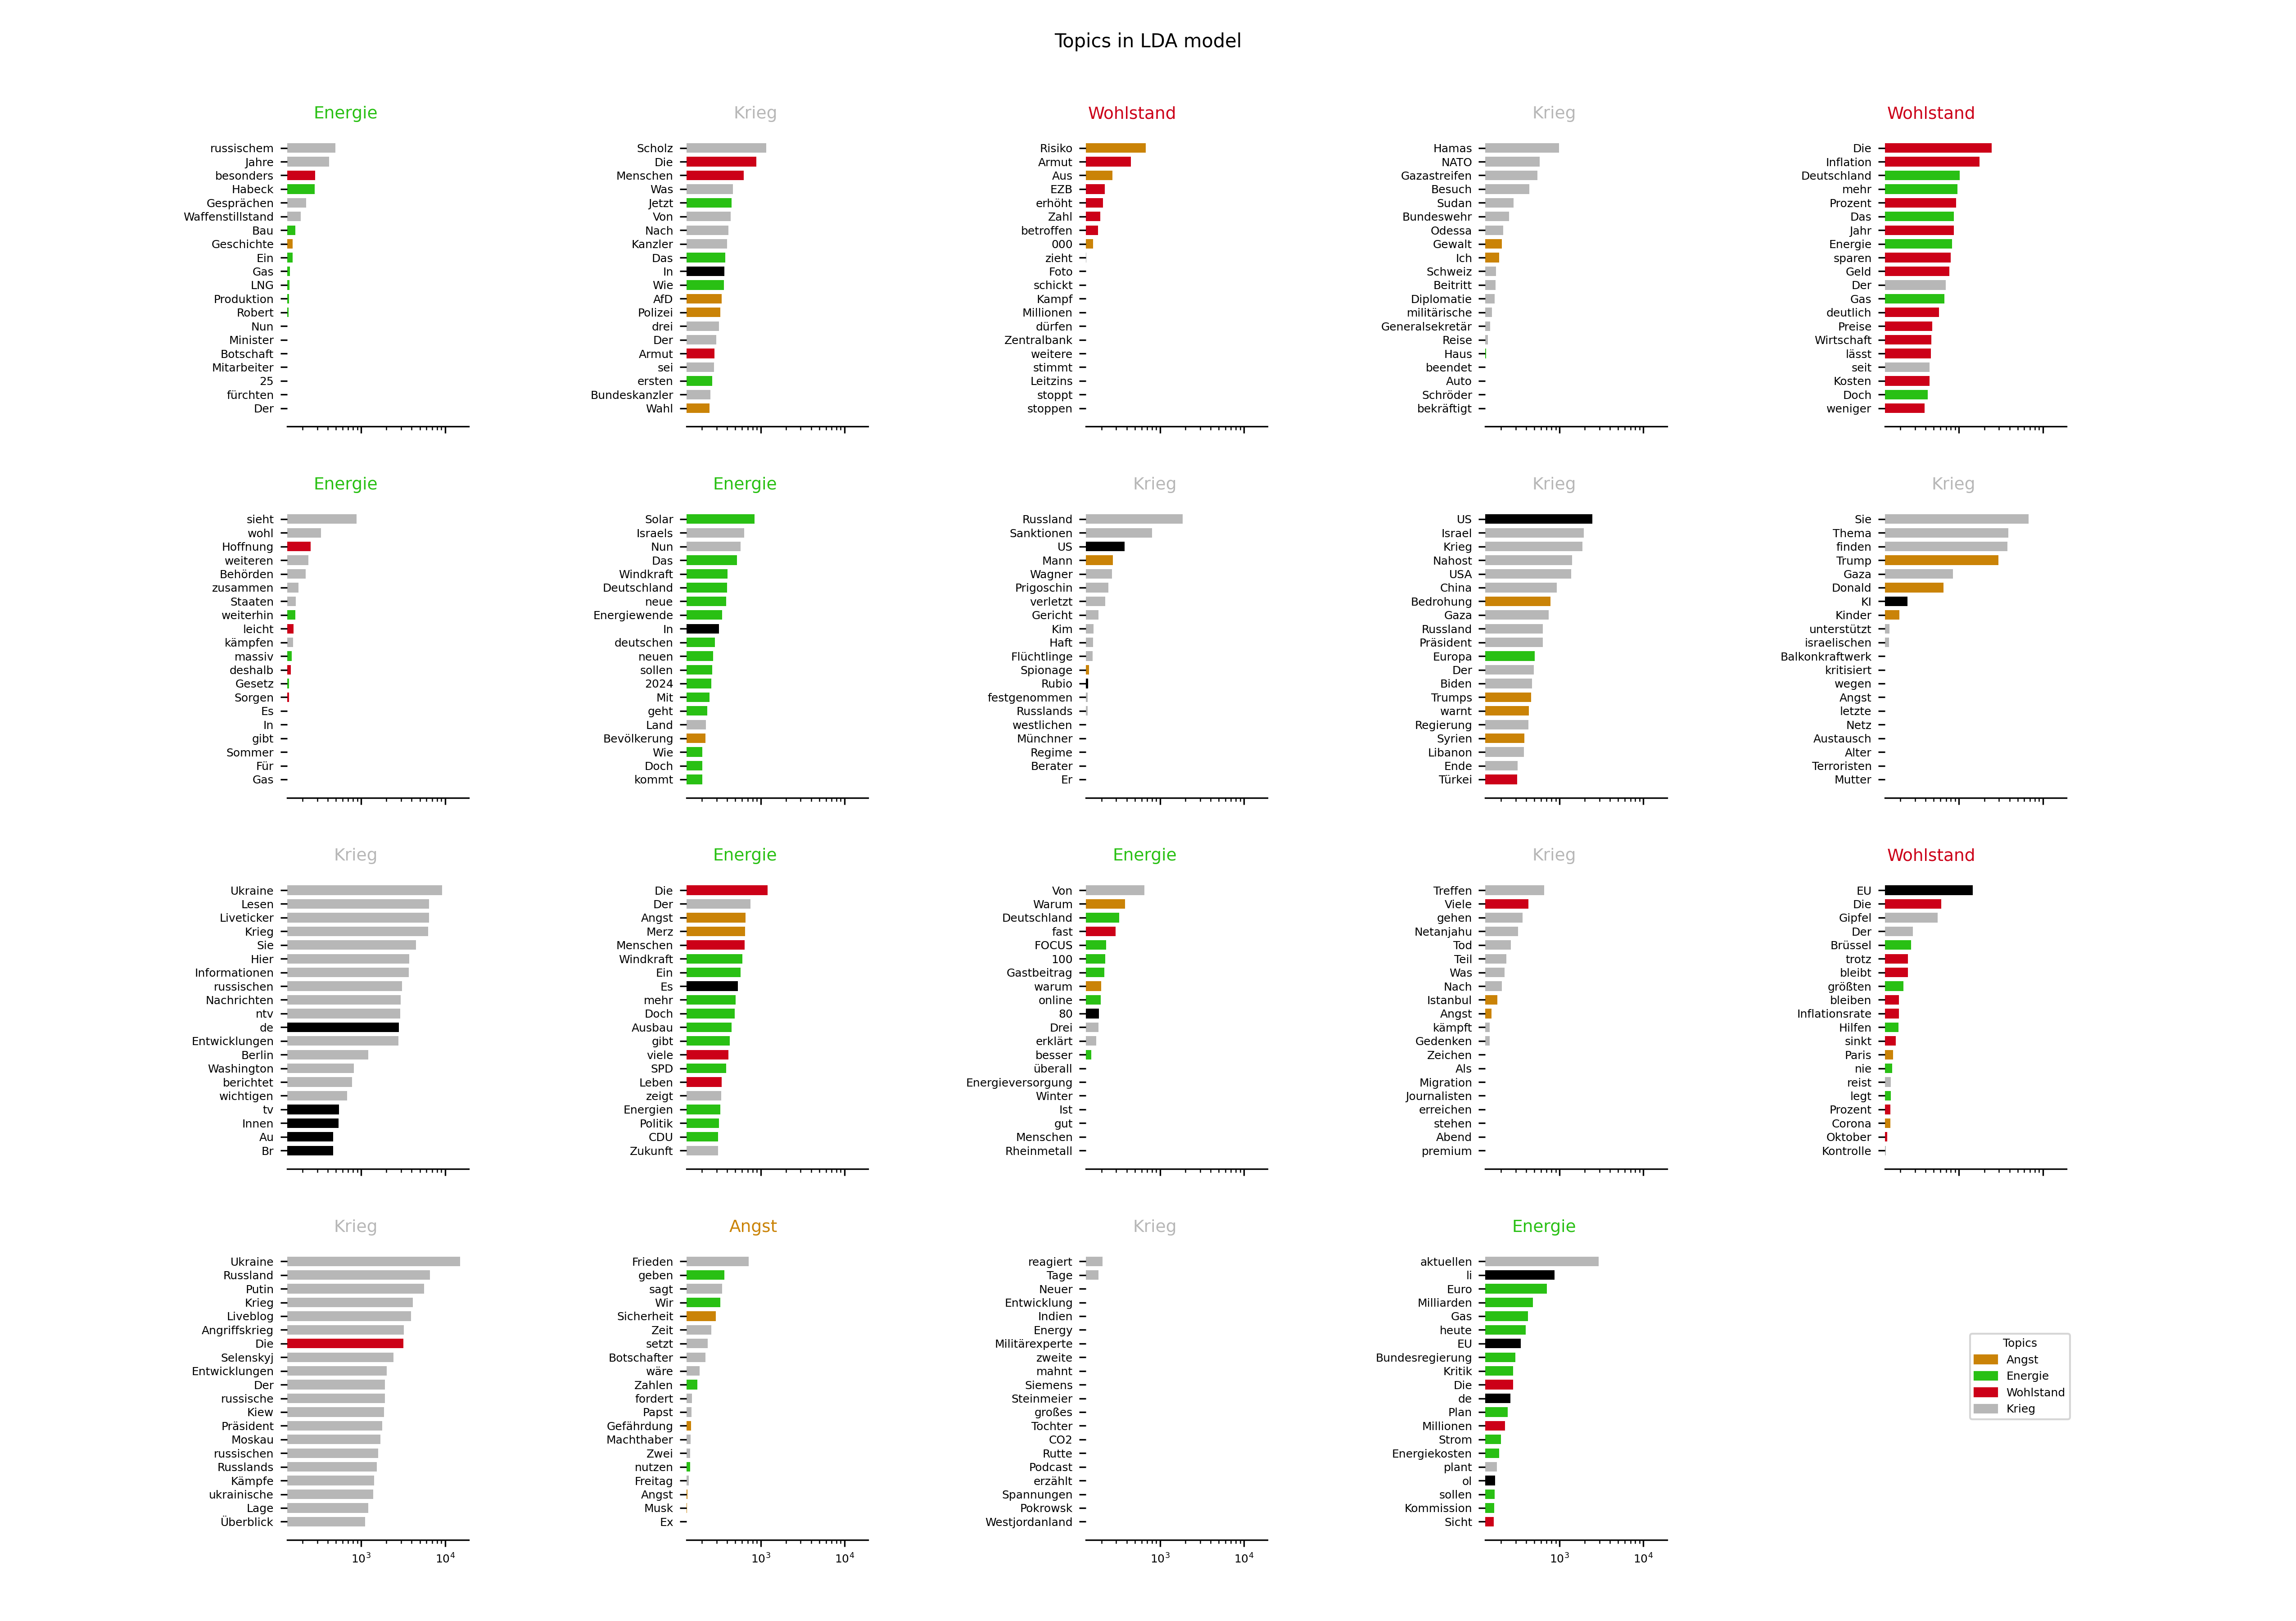 Topics in LDA model
Energie
russischem
Jahre
besonders
Habeck
Gesprächen
Waffenstillstand
Bau
Geschichte
Ein
Gas
LNG
Produktion
Robert
Nun
Minister
Botschaft
Mitarbeiter
25
fürchten
Der
Krieg
Scholz
Die
Menschen
Was
Jetzt
Von
Nach
Kanzler
Das
In
Wie
AfD
Polizei
drei
Der
Armut
sei
ersten
Bundeskanzler
Wahl
Wohlstand
Risiko
Armut
Aus
EZB
erhöht
Zahl
betroffen
000
zieht
Foto
schickt
Kampf
Millionen
dürfen
Zentralbank
weitere
stimmt
Leitzins
stoppt
stoppen
Krieg
Hamas
NATO
Gazastreifen
Besuch
Sudan
Bundeswehr
Odessa
Gewalt
Ich
Schweiz
Beitritt
Diplomatie
militärische
Generalsekretär
Reise
Haus
beendet
Auto
Schröder
bekräftigt
Wohlstand
Die
Inflation
Deutschland
mehr
Prozent
Das
Jahr
Energie
sparen
Geld
Der
Gas
deutlich
Preise
Wirtschaft
lässt
seit
Kosten
Doch
weniger
Energie
sieht
wohl
Hoffnung
weiteren
Behörden
zusammen
Staaten
weiterhin
leicht
kämpfen
massiv
deshalb
Gesetz
Sorgen
Es
In
gibt
Sommer
Für
Gas
Energie
Solar
Israels
Nun
Das
Windkraft
Deutschland
neue
Energiewende
In
deutschen
neuen
sollen
2024
Mit
geht
Land
Bevölkerung
Wie
Doch
kommt
Krieg
Russland
Sanktionen
US
Mann
Wagner
Prigoschin
verletzt
Gericht
Kim
Haft
Flüchtlinge
Spionage
Rubio
festgenommen
Russlands
westlichen
Münchner
Regime
Berater
Er
Krieg
US
Israel
Krieg
Nahost
USA
China
Bedrohung
Gaza
Russland
Präsident
Europa
Der
Biden
Trumps
warnt
Regierung
Syrien
Libanon
Ende
Türkei
Krieg
Sie
Thema
finden
Trump
Gaza
Donald
KI
Kinder
unterstützt
israelischen
Balkonkraftwerk
kritisiert
wegen
Angst
letzte
Netz
Austausch
Alter
Terroristen
Mutter
Krieg
Ukraine
Lesen
Liveticker
Krieg
Sie
Hier
Informationen
russischen
Nachrichten
ntv
de
Entwicklungen
Berlin
Washington
berichtet
wichtigen
tv
Innen
Au
Br
Energie
Die
Der
Angst
Merz
Menschen
Windkraft
Ein
Es
mehr
Doch
Ausbau
gibt
viele
SPD
Leben
zeigt
Energien
Politik
CDU
Zukunft
Energie
Von
Warum
Deutschland
fast
FOCUS
100
Gastbeitrag
warum
online
80
Drei
erklärt
besser
überall
Energieversorgung
Winter
Ist
gut
Menschen
Rheinmetall
Krieg
Treffen
Viele
gehen
Netanjahu
Tod
Teil
Was
Nach
Istanbul
Angst
kämpft
Gedenken
Zeichen
Als
Migration
Journalisten
erreichen
stehen
Abend
premium
Wohlstand
EU
Die
Gipfel
Der
Brüssel
trotz
bleibt
größten
bleiben
Inflationsrate
Hilfen
sinkt
Paris
nie
reist
legt
Prozent
Corona
Oktober
Kontrolle
Krieg
Ukraine
Russland
Putin
Krieg
Liveblog
Angriffskrieg
Die
Selenskyj
Entwicklungen
Der
russische
Kiew
Präsident
Moskau
russischen
Russlands
Kämpfe
ukrainische
Lage
Überblick
10³ 10⁴
Angst
Frieden
geben
sagt
Wir
Sicherheit
Zeit
setzt
Botschafter
wäre
Zahlen
fordert
Papst
Gefährdung
Machthaber
Zwei
nutzen
Freitag
Angst
Musk
Ex
10³ 10⁴
Krieg
reagiert
Tage
Neuer
Entwicklung
Indien
Energy
Militärexperte
zweite
mahnt
Siemens
Steinmeier
großes
Tochter
CO2
Rutte
Podcast
erzählt
Spannungen
Pokrowsk
Westjordanland
10³ 10⁴
Energie
aktuellen
li
Euro
Milliarden
Gas
heute
EU
Bundesregierung
Kritik
Die
de
Plan
Millionen
Strom
Energiekosten
plant
ol
sollen
Kommission
Sicht
10³ 10⁴
Topics
Angst
Energie
Wohlstand
Krieg